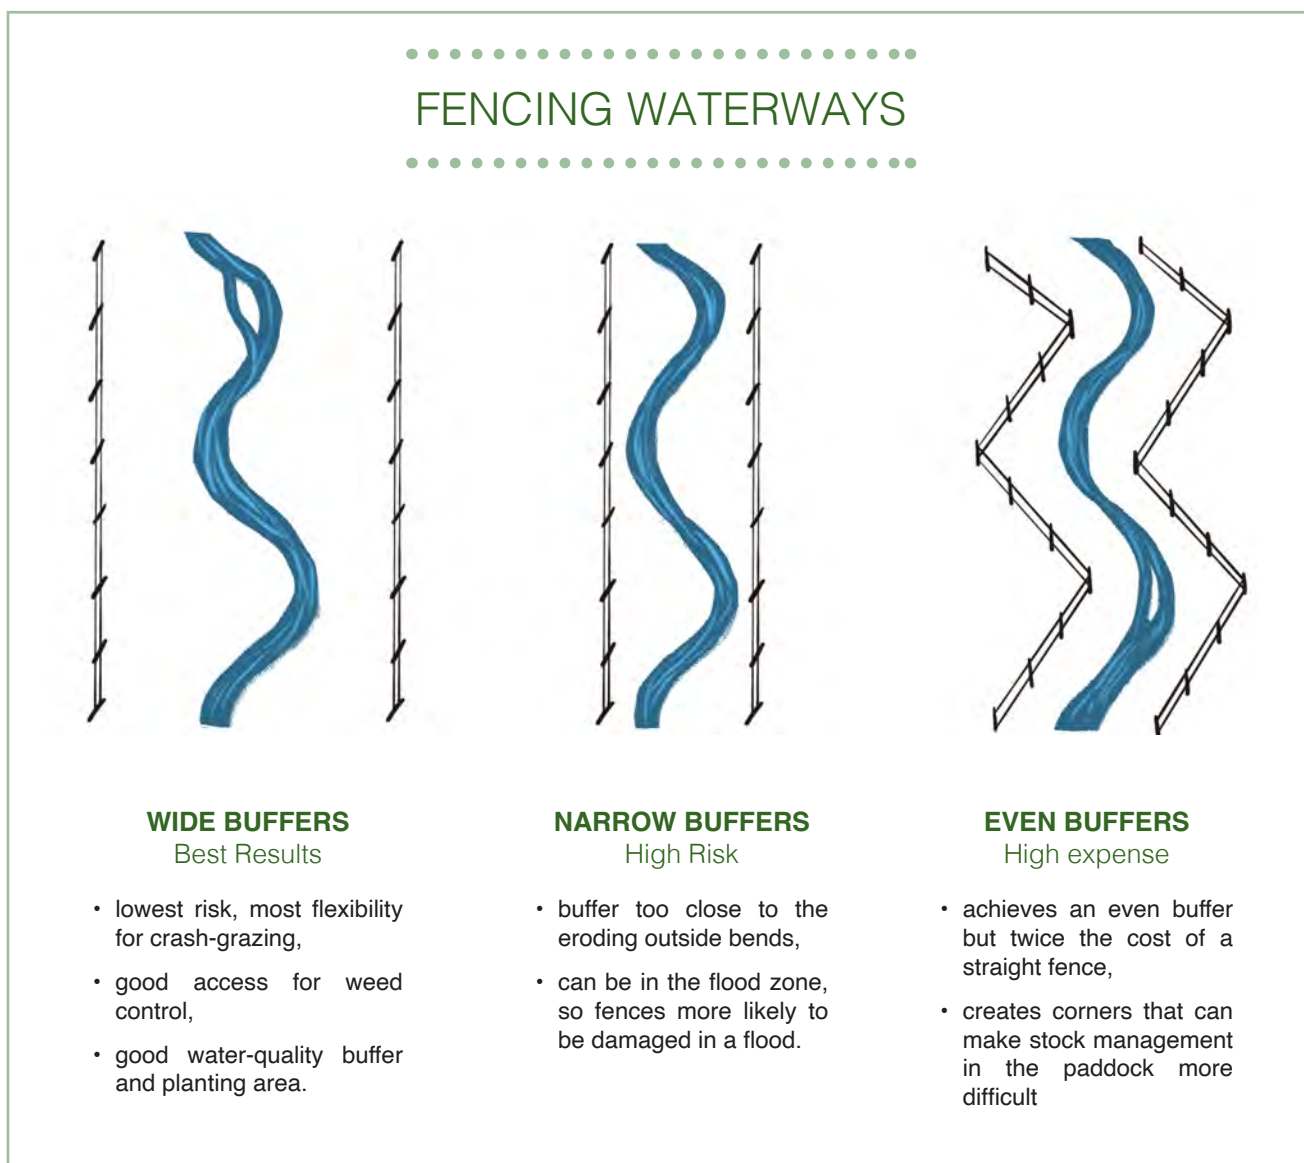 FENCING WATERWAYS
WIDE BUFFERS
Best Results
• lowest risk, most flexibility
for crash-grazing,
• good access for weed
control,
• good water-quality buffer
and planting area.
NARROW BUFFERS
High Risk
• buffer too close to the
eroding outside bends,
• can be in the flood zone,
so fences more likely to
be damaged in a flood.
EVEN BUFFERS
High expense
• achieves an even buffer
but twice the cost of a
straight fence,
• creates corners that can
make stock management
in the paddock more
difficult